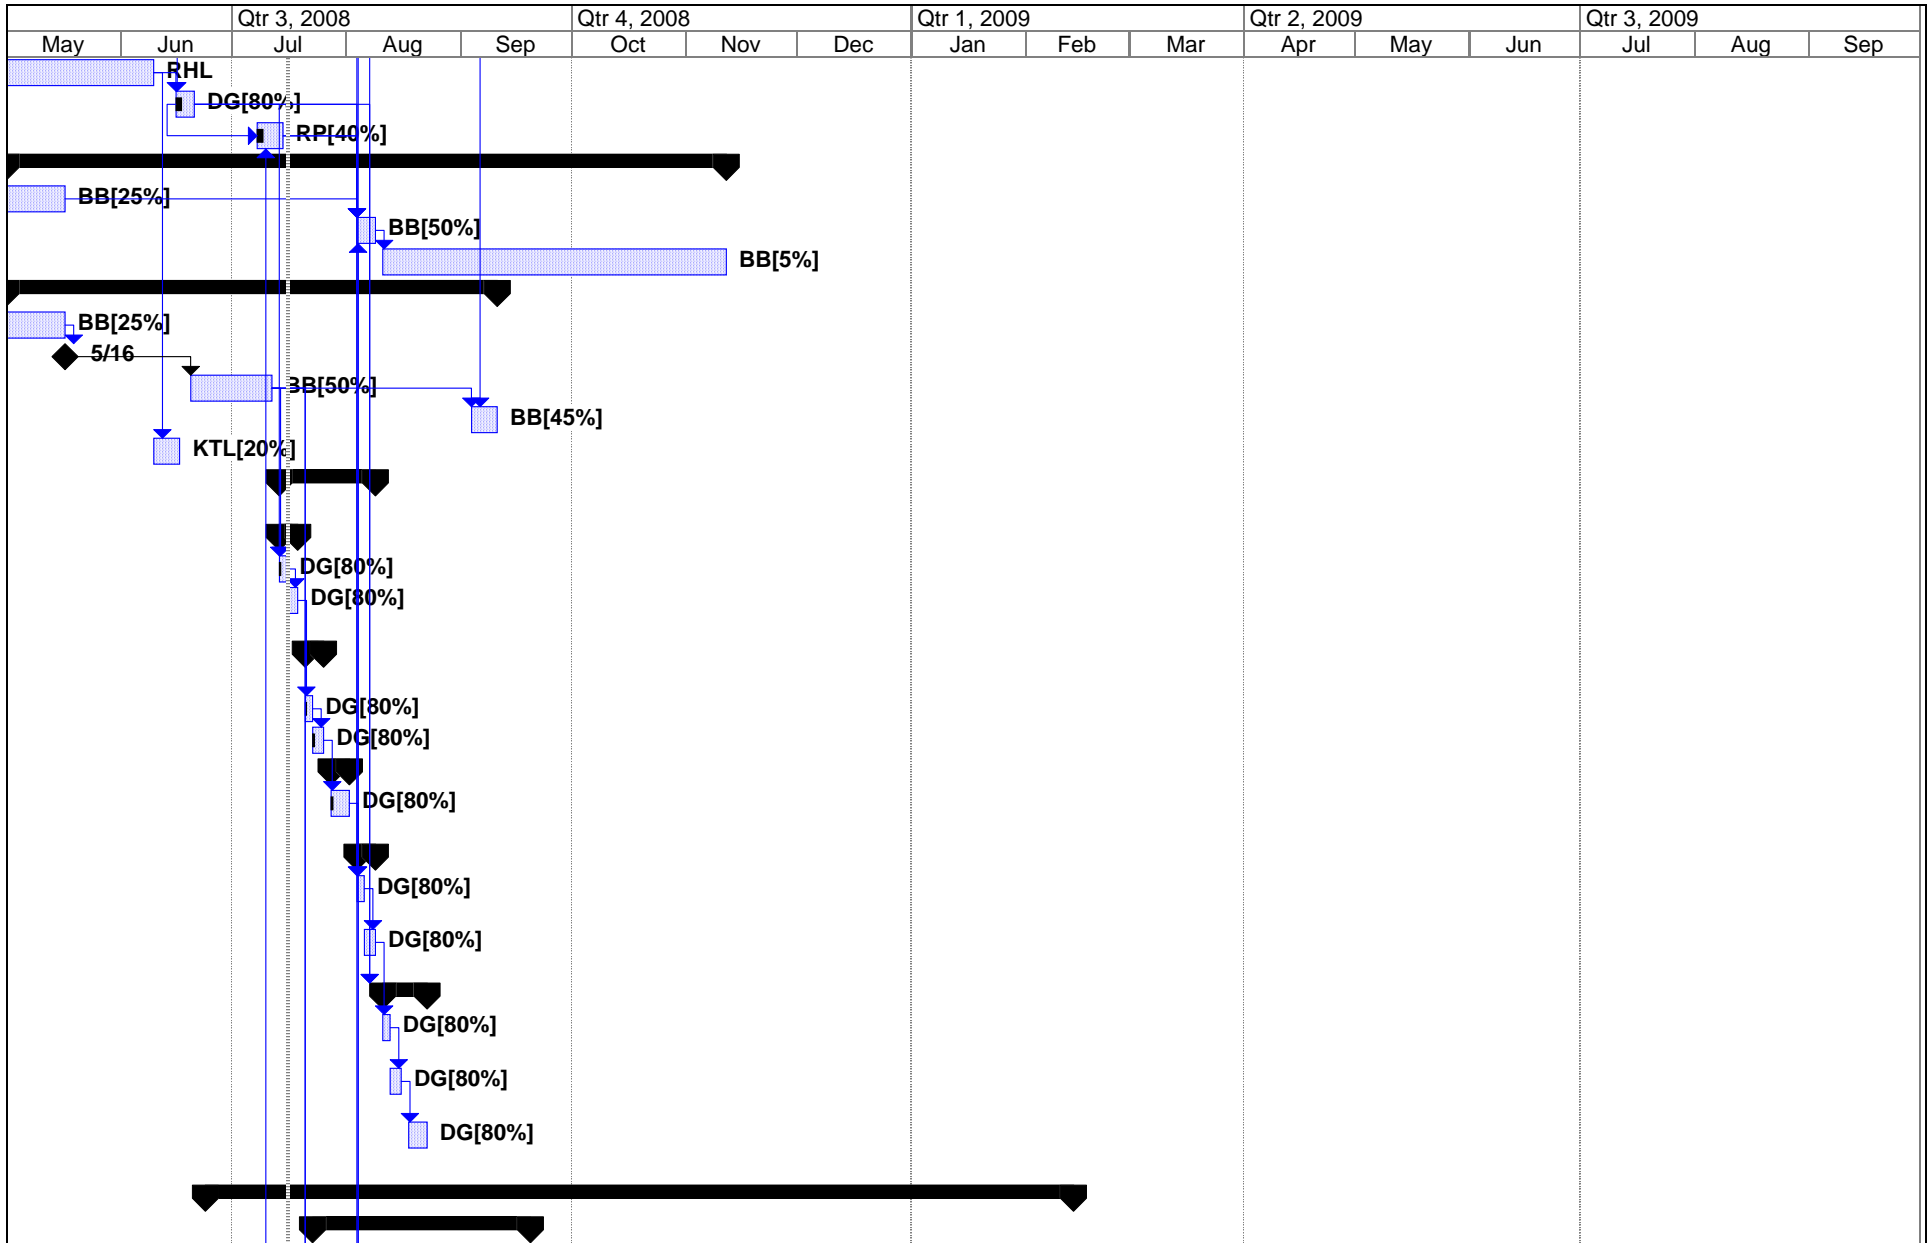 Qtr 3, 2008 Qtr 4, 2008 Qtr 1, 2009 Qtr 2, 2009 Qtr 3, 2009
May Jun Jul Aug Sep Oct Nov Dec Jan Feb Mar Apr May Jun Jul Aug Sep
RHL
DG[80%]
RP[40%]
BB[25%]
BB[50%]
BB[5%]
BB[25%]
5/16
BB[50%]
BB[45%]
KTL[20%]
DG[80%]
DG[80%]
DG[80%]
DG[80%]
DG[80%]
DG[80%]
DG[80%]
DG[80%]
DG[80%]
DG[80%]